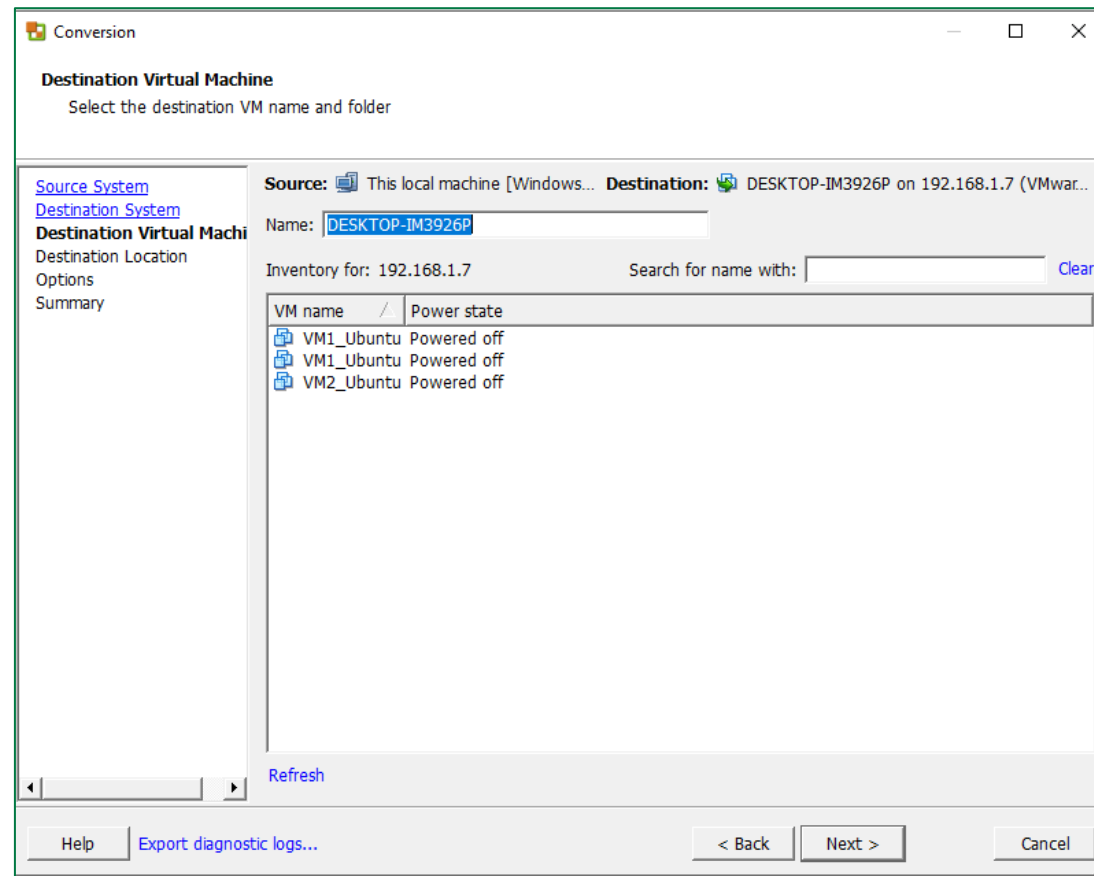 Conversion
Destination Virtual Machine
Select the destination VM name and folder
Source System
Destination System
Destination Virtual Machi
Destination Location
Options
Summary
Source: This local machine [Windows... Destination: DESKTOP-IM3926P on 192.168.1.7 (VMwar...
Name: DESKTOP-IM3926P
Inventory for: 192.168.1.7 Search for name with: Clear
VM name Power state
VM1_Ubuntu Powered off
VM1_Ubuntu Powered off
VM2_Ubuntu Powered off
Refresh
Help Export diagnostic logs... < Back Next > Cancel